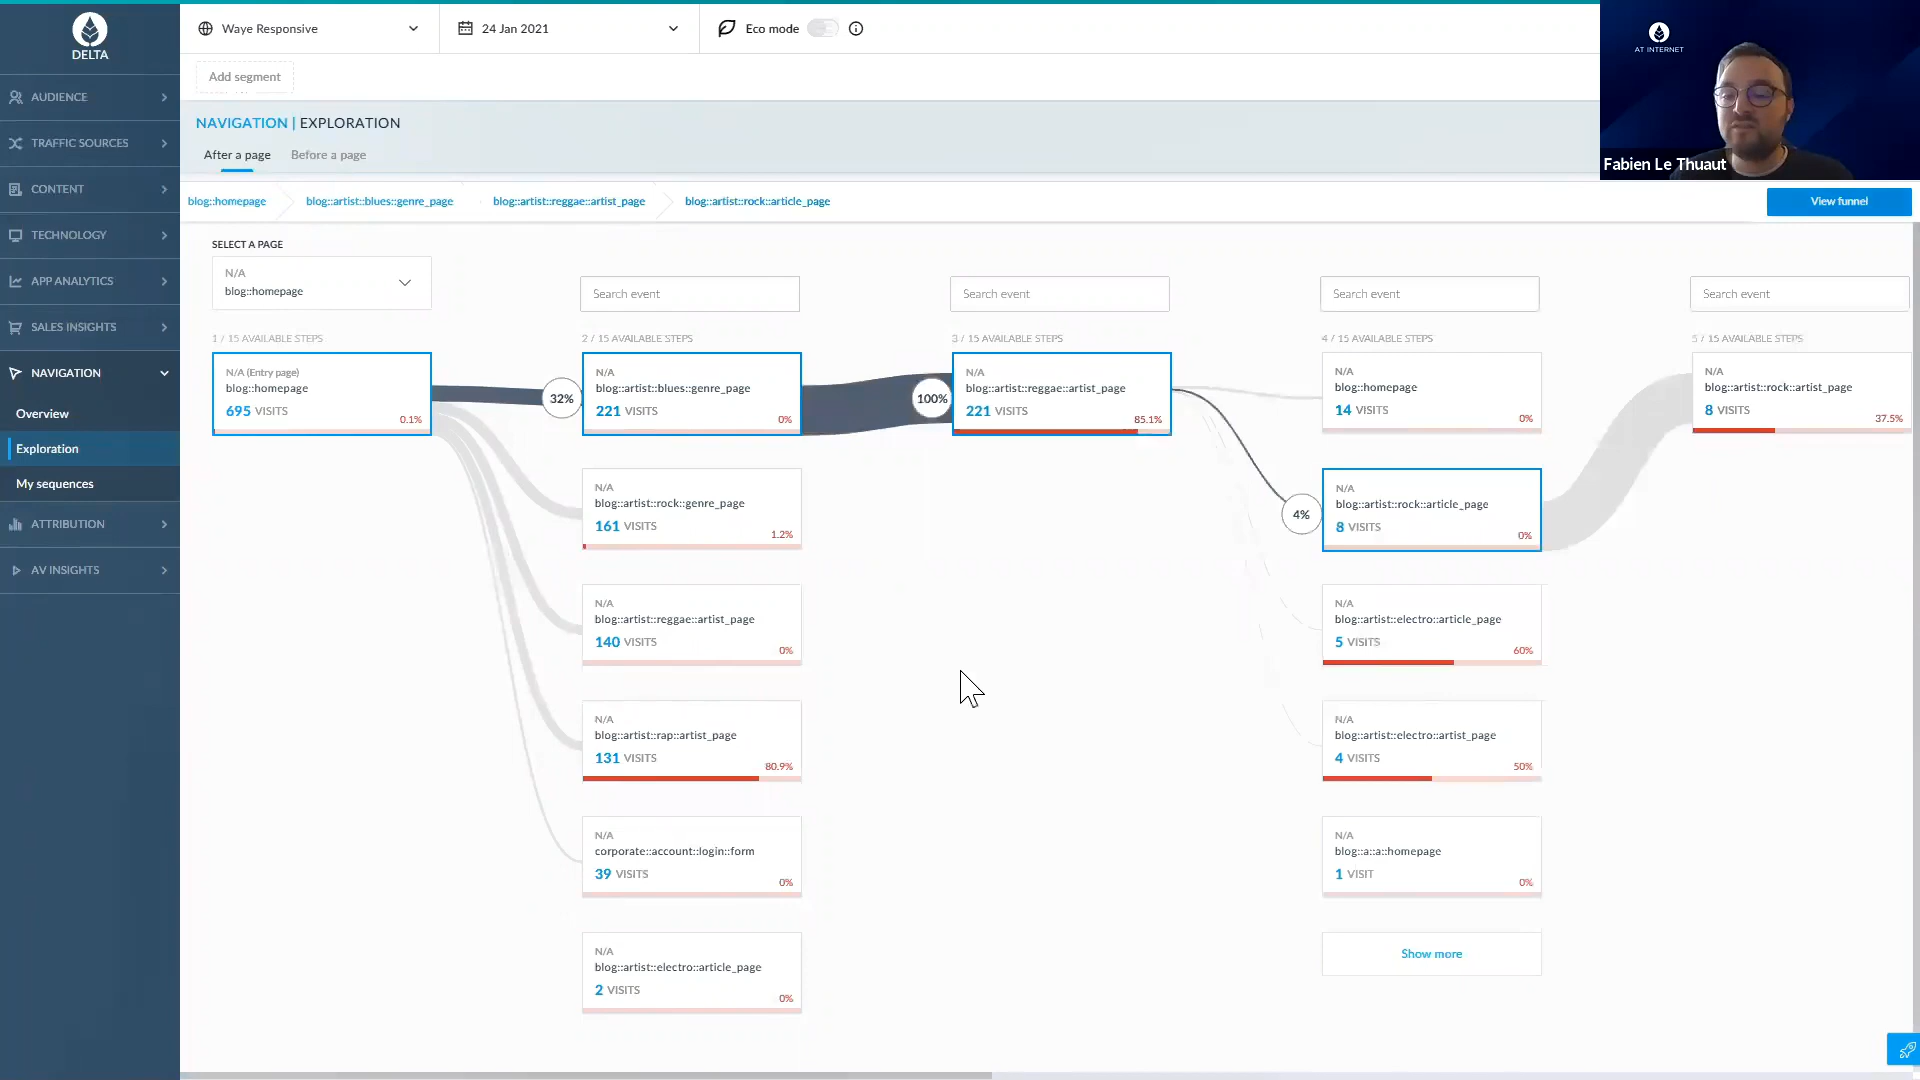 DELTA
AUDIENCE
TRAFFIC SOURCES
CONTENT
TECHNOLOGY
APP ANALYTICS
SALES INSIGHTS
NAVIGATION
Overview
Exploration
My sequences
ATTRIBUTION
AV INSIGHTS
Waye Responsive
24 Jan 2021
Eco mode
Add segment
NAVIGATION | EXPLORATION
After a page Before a page
AT INTERNET
Fabien Le Thuaut
blog::homepage blog::artist::blues::genre_page blog::artist::reggae::artist_page blog::artist::rock::article_page
View funnel
SELECT A PAGE
N/A
blog::homepage
1 / 15 AVAILABLE STEPS
N/A (Entry page)
blog::homepage
695 VISITS
0.1%
32%
Search event
2 / 15 AVAILABLE STEPS
N/A
blog::artist::blues::genre_page
221 VISITS
0%
N/A
blog::artist::rock::genre_page
161 VISITS
1.2%
N/A
blog::artist::reggae::artist_page
140 VISITS
0%
N/A
blog::artist::rap::artist_page
131 VISITS
80.9%
N/A
corporate::account::login::form
39 VISITS
0%
N/A
blog::artist::electro::article_page
2 VISITS
0%
100%
Search event
3 / 15 AVAILABLE STEPS
N/A
blog::artist::reggae::artist_page
221 VISITS
85.1%
4%
Search event
4 / 15 AVAILABLE STEPS
N/A
blog::homepage
14 VISITS
0%
N/A
blog::artist::rock::article_page
8 VISITS
0%
N/A
blog::artist::electro::article_page
5 VISITS
60%
N/A
blog::artist::electro::artist_page
4 VISITS
50%
N/A
blog::a::a::homepage
1 VISIT
0%
Show more
Search event
5 / 15 AVAILABLE STEPS
N/A
blog::artist::rock::artist_page
8 VISITS
37.5%